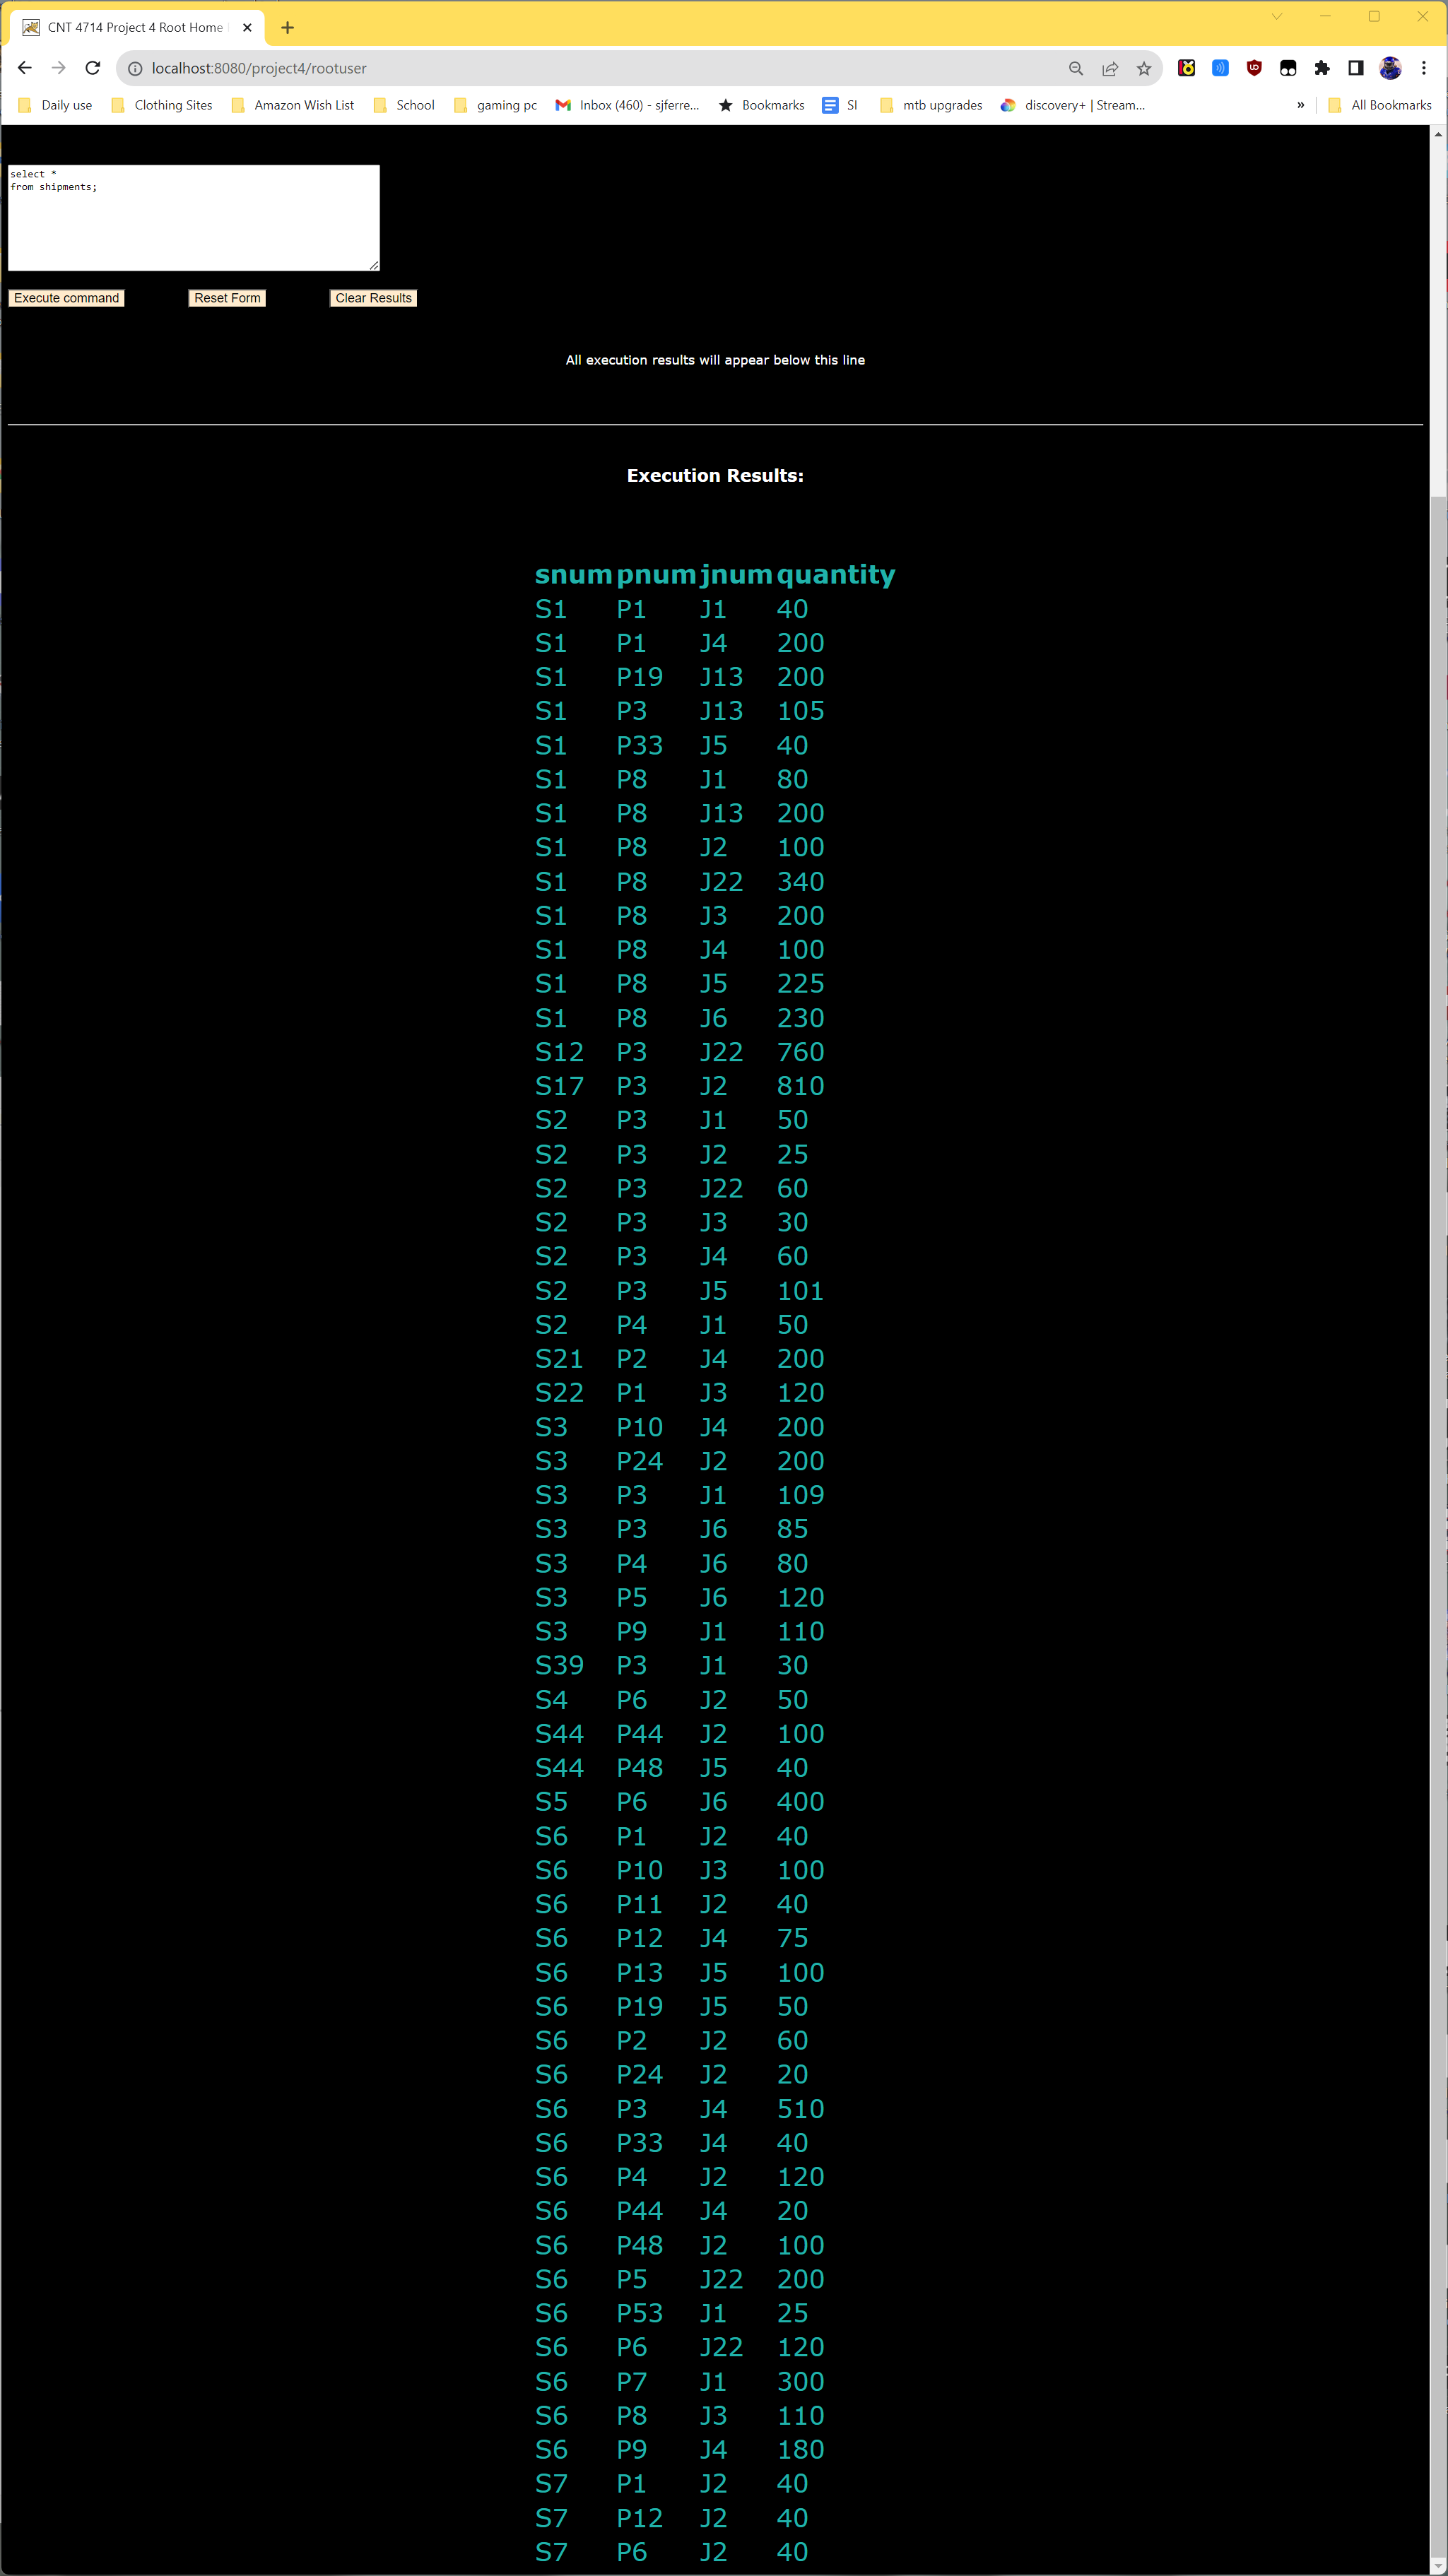 CNT 4714 Project 4 Root Home
localhost:8080/project4/rootuser
Daily use Clothing Sites Amazon Wish List School gaming pc Inbox (460) - sjferre... Bookmarks SI mtb upgrades discovery+ | Stream... » All Bookmarks
select *
from shipments;
Execute command Reset Form Clear Results
All execution results will appear below this line
Execution Results:
snum pnum jnum quantity
S1 P1 J1 40
S1 P1 J4 200
S1 P19 J13 200
S1 P3 J13 105
S1 P33 J5 40
S1 P8 J1 80
S1 P8 J13 200
S1 P8 J2 100
S1 P8 J22 340
S1 P8 J3 200
S1 P8 J4 100
S1 P8 J5 225
S1 P8 J6 230
S12 P3 J22 760
S17 P3 J2 810
S2 P3 J1 50
S2 P3 J2 25
S2 P3 J22 60
S2 P3 J3 30
S2 P3 J4 60
S2 P3 J5 101
S2 P4 J1 50
S21 P2 J4 200
S22 P1 J3 120
S3 P10 J4 200
S3 P24 J2 200
S3 P3 J1 109
S3 P3 J6 85
S3 P4 J6 80
S3 P5 J6 120
S3 P9 J1 110
S39 P3 J1 30
S4 P6 J2 50
S44 P44 J2 100
S44 P48 J5 40
S5 P6 J6 400
S6 P1 J2 40
S6 P10 J3 100
S6 P11 J2 40
S6 P12 J4 75
S6 P13 J5 100
S6 P19 J5 50
S6 P2 J2 60
S6 P24 J2 20
S6 P3 J4 510
S6 P33 J4 40
S6 P4 J2 120
S6 P44 J4 20
S6 P48 J2 100
S6 P5 J22 200
S6 P53 J1 25
S6 P6 J22 120
S6 P7 J1 300
S6 P8 J3 110
S6 P9 J4 180
S7 P1 J2 40
S7 P12 J2 40
S7 P6 J2 40